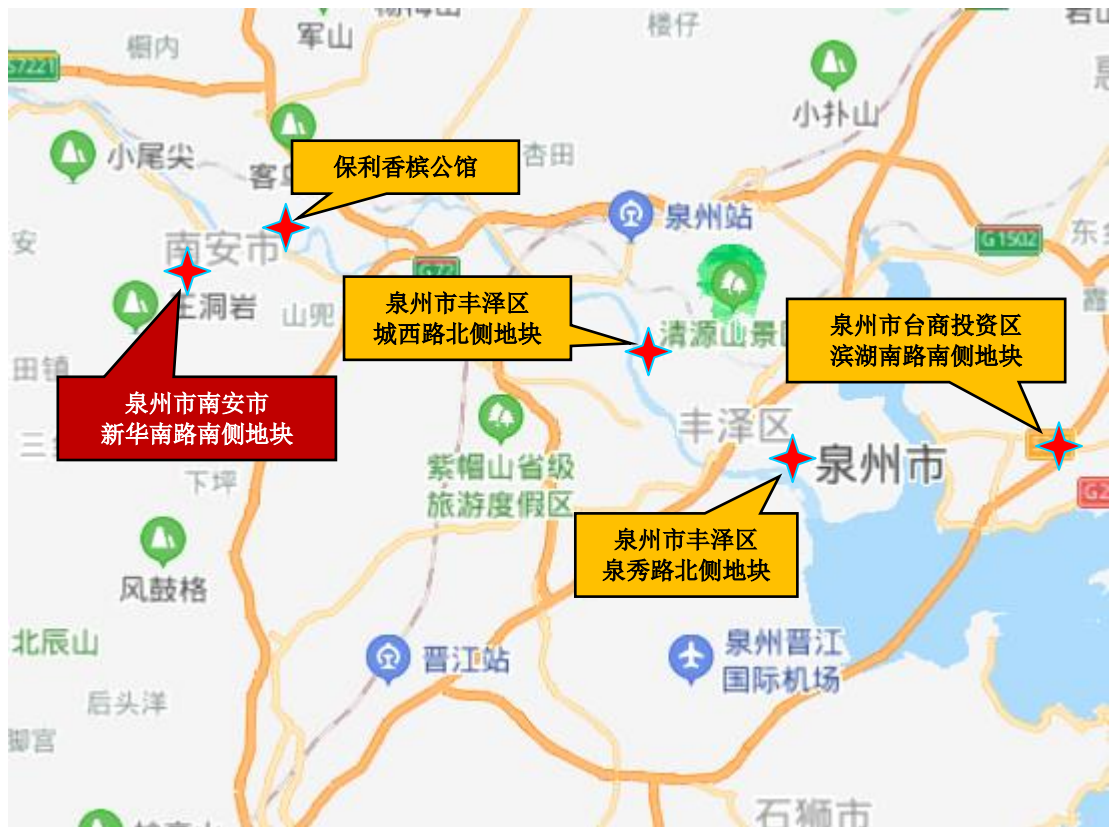 军山
楼仔
棚内
S7221
小扑山
小尾尖
杏田
保利香槟公馆
泉州站
安
南安市
G1502
王洞岩
山兜
泉州市丰泽区
城西路北侧地块
清源山景
泉州市台商投资区
滨湖南路南侧地块
田镇
泉州市南安市
新华南路南侧地块
丰泽区
泉州市
紫帽山省级
旅游度假区
下坪
泉州市丰泽区
泉秀路北侧地块
风鼓格
北辰山
晋江站
泉州晋江
国际机场
后头洋
脚宫
石狮市